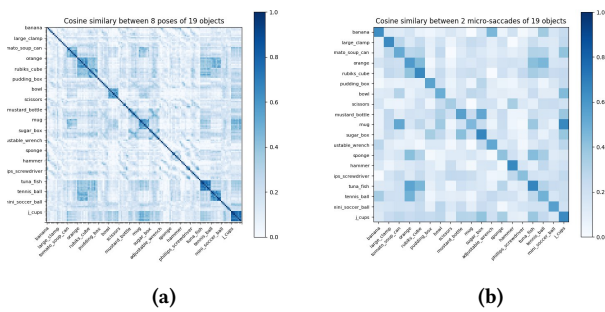 Cosine similary between 8 poses of 19 objects
banana
large_clamp
mato_soup_can
orange
rubiks_cube
pudding_box
bowl
scissors
mustard_bottle
mug
sugar_box
ustable_wrench
sponge
hammer
ips_screwdriver
tuna_fish
tennis_ball
nini_soccer_ball
j_cups
banana
large_clamp
tomato_soup_can
orange
rubiks_cube
pudding_box
bowl
scissors
mustard_bottle
mug
sugar_box
adjustable_wrench
sponge
hammer
phillips_screwdriver
tuna_fish
tennis_ball
mini_soccer_ball
j_cups
1.0
0.8
0.6
0.4
0.2
0.0
(a)
Cosine similary between 2 micro-saccades of 19 objects
banana
large_clamp
mato_soup_can
orange
rubiks_cube
pudding_box
bowl
scissors
mustard_bottle
mug
sugar_box
ustable_wrench
sponge
hammer
ips_screwdriver
tuna_fish
tennis_ball
nini_soccer_ball
j_cups
banana
large_clamp
tomato_soup_can
orange
rubiks_cube
pudding_box
bowl
scissors
mustard_bottle
mug
sugar_box
adjustable_wrench
sponge
hammer
phillips_screwdriver
tuna_fish
tennis_ball
mini_soccer_ball
j_cups
1.0
0.8
0.6
0.4
0.2
0.0
(b)